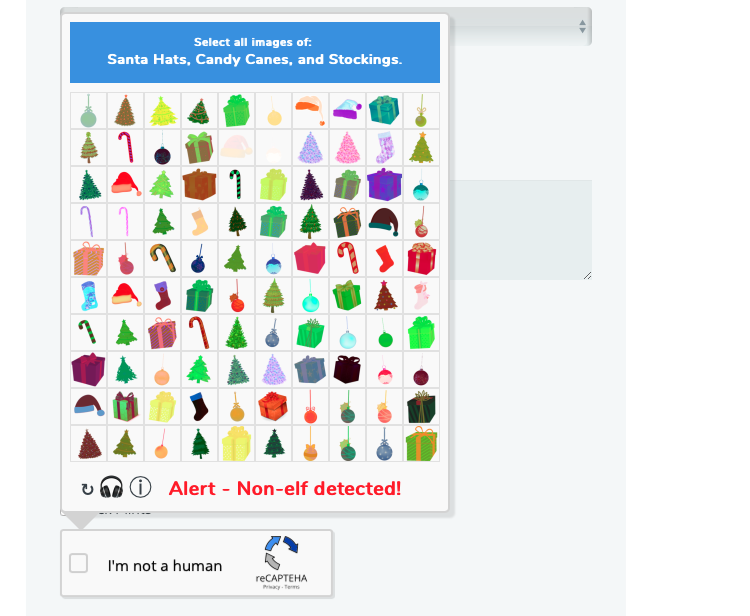 Select all images of:
Santa Hats, Candy Canes, and Stockings.
Alert - Non-elf detected!
I'm not a human
reCAPTEHA
Privacy - Terms